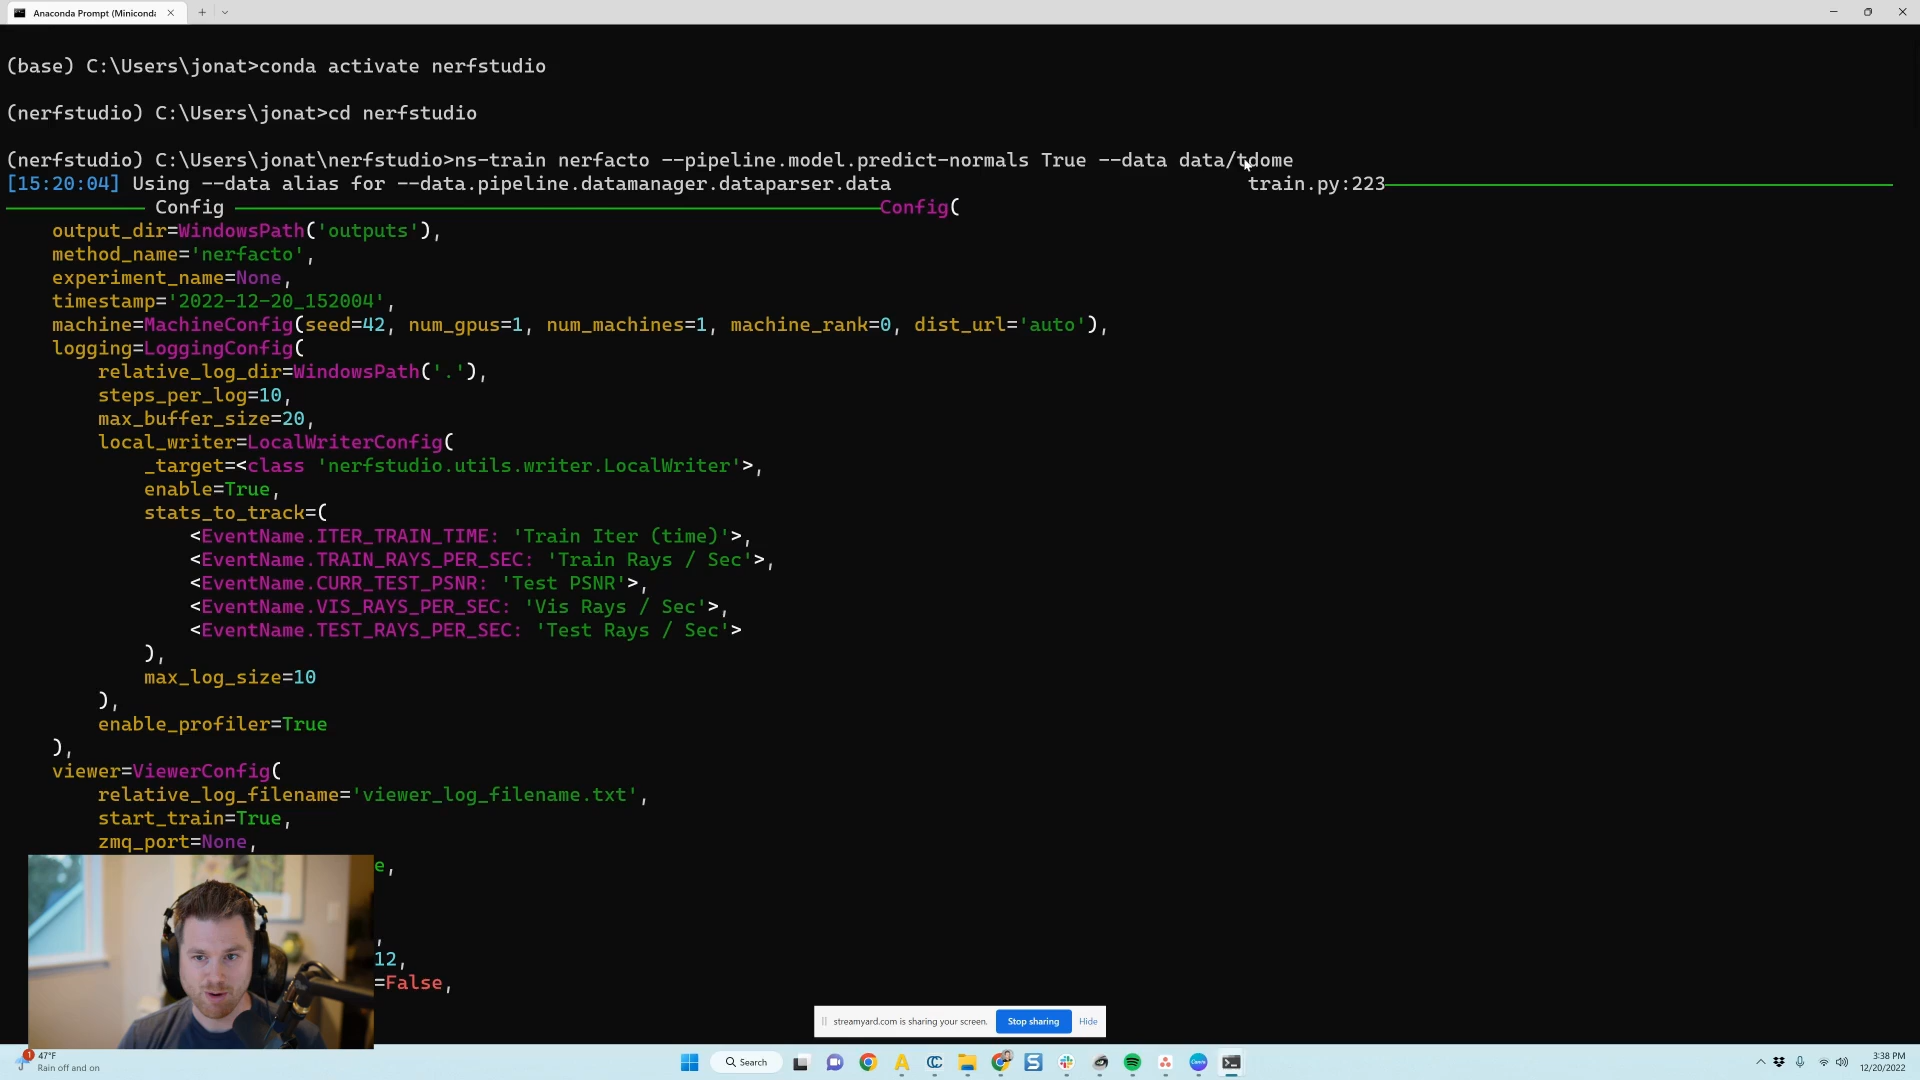 Anaconda Prompt (Miniconda
(base) C:\Users\jonat>conda activate nerfstudio
(nerfstudio) C:\Users\jonat>cd nerfstudio
(nerfstudio) C:\Users\jonat\nerfstudio>ns-train nerfacto --pipeline.model.predict-normals True --data data/tdome
[15:20:04] Using --data alias for --data.pipeline.datamanager.dataparser.data train.py:223
Config Config(
output_dir=WindowsPath('outputs'),
method_name='nerfacto',
experiment_name=None,
timestamp='2022-12-20_152004',
machine=MachineConfig(seed=42, num_gpus=1, num_machines=1, machine_rank=0, dist_url='auto'),
logging=LoggingConfig(
relative_log_dir=WindowsPath('.'),
steps_per_log=10,
max_buffer_size=20,
local_writer=LocalWriterConfig(
_target=<class 'nerfstudio.utils.writer.LocalWriter'>,
enable=True,
stats_to_track=(
<EventName.ITER_TRAIN_TIME: 'Train Iter (time)'>,
<EventName.TRAIN_RAYS_PER_SEC: 'Train Rays / Sec'>,
<EventName.CURR_TEST_PSNR: 'Test PSNR'>,
<EventName.VIS_RAYS_PER_SEC: 'Vis Rays / Sec'>,
<EventName.TEST_RAYS_PER_SEC: 'Test Rays / Sec'>
),
max_log_size=10
),
enable_profiler=True
),
viewer=ViewerConfig(
relative_log_filename='viewer_log_filename.txt',
start_train=True,
zmq_port=None,
e,
,
12,
=False,
streamyard.com is sharing your screen. Stop sharing Hide
1 47°F
Rain off and on
Search
3:38 PM
12/20/2022